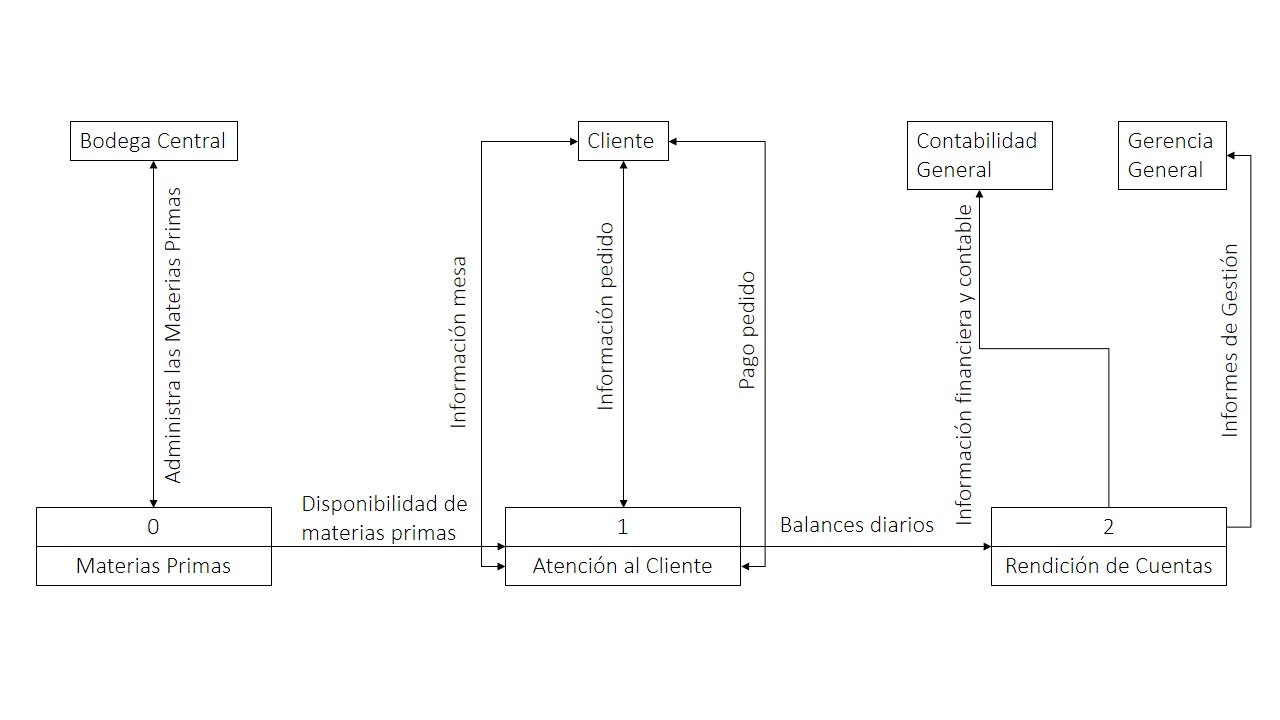 Bodega Central
Cliente
Contabilidad
General
Gerencia
General
Administra las Materias Primas
Información mesa
Información pedido
Pago pedido
Información financiera y contable
Informes de Gestión
Disponibilidad de
materias primas
Balances diarios
0
Materias Primas
1
Atención al Cliente
2
Rendición de Cuentas